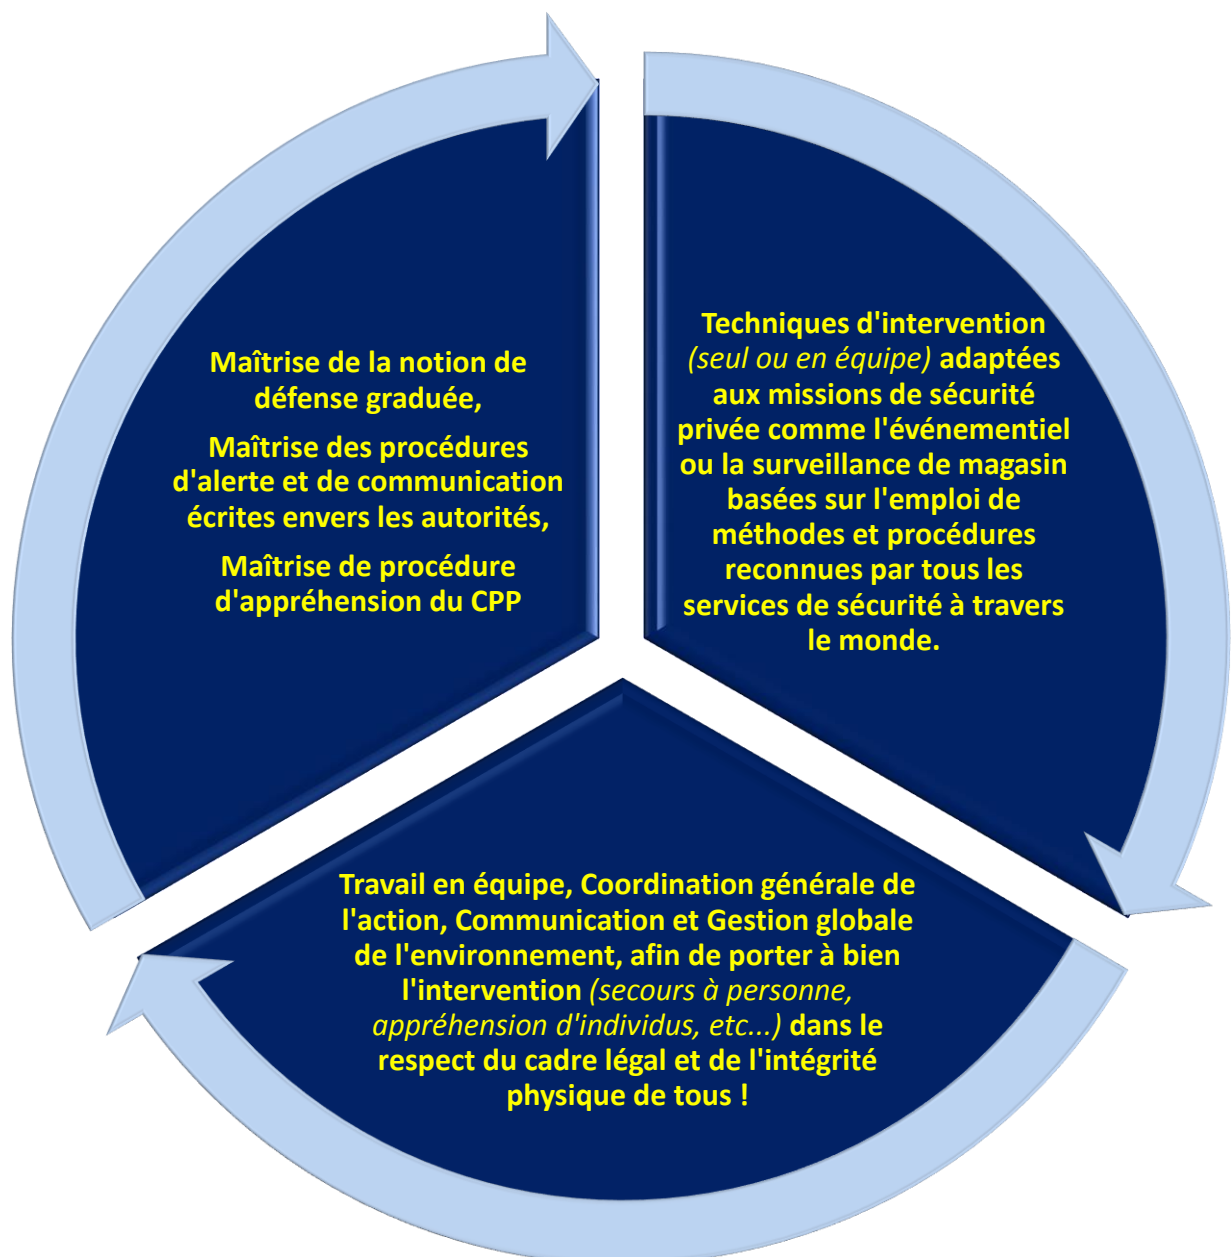 Maîtrise de la notion de
défense graduée,
Maîtrise des procédures
d'alerte et de communication
écrites envers les autorités,
Maîtrise de procédure
d'appréhension du CPP
Techniques d'intervention
(seul ou en équipe) adaptées
aux missions de sécurité
privée comme l'événementiel
ou la surveillance de magasin
basées sur l'emploi de
méthodes et procédures
reconnues par tous les
services de sécurité à travers
le monde.
Travail en équipe, Coordination générale de
l'action, Communication et Gestion globale
de l'environnement, afin de porter à bien
l'intervention (secours à personne,
appréhension d'individus, etc...) dans le
respect du cadre légal et de l'intégrité
physique de tous !